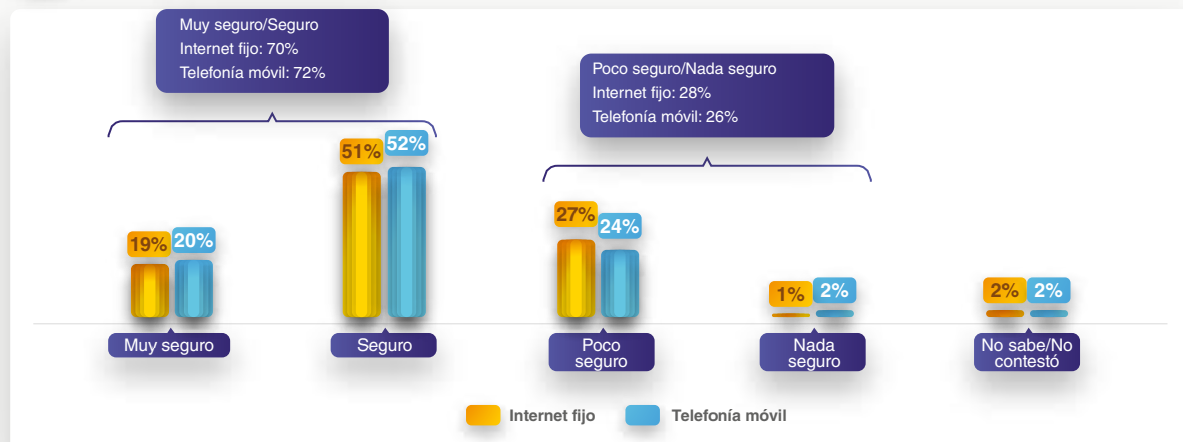 Muy seguro/Seguro
Internet fijo: 70%
Telefonía móvil: 72%
Poco seguro/Nada seguro
Internet fijo: 28%
Telefonía móvil: 26%
19%
20%
51%
52%
27%
24%
1%
2%
2%
2%
Muy seguro
Seguro
Poco
seguro
Nada
seguro
No sabe/No
contestó
Internet fijo
Telefonía móvil